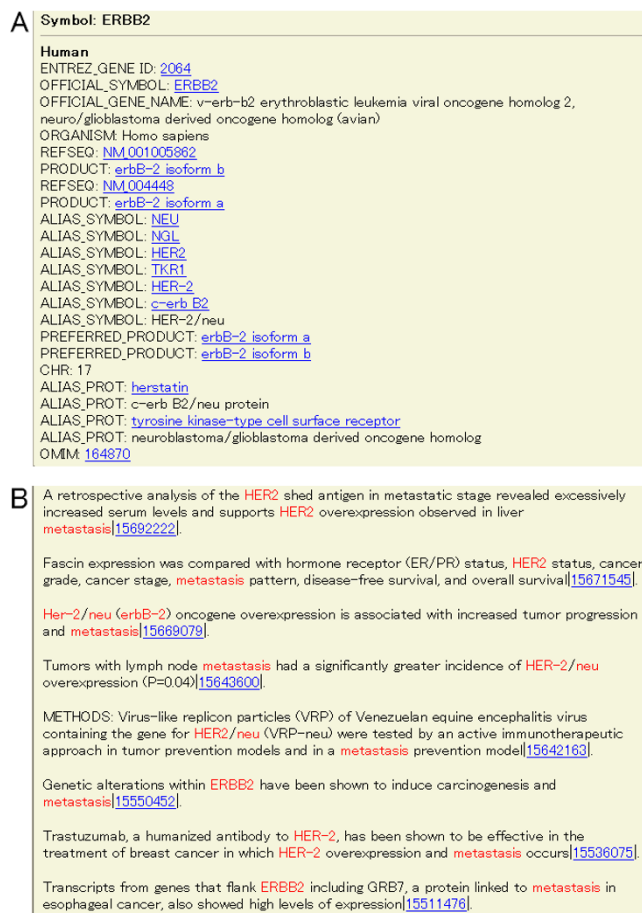 A
Symbol: ERBB2
Human
ENTREZ_GENE ID: 2064
OFFICIAL_SYMBOL: ERBB2
OFFICIAL_GENE_NAME: v-erb-b2 erythroblastic leukemia viral oncogene homolog 2,
neuro/glioblastoma derived oncogene homolog (avian)
ORGANISM: Homo sapiens
REFSEQ: NM_001005862
PRODUCT: erbB-2 isoform b
REFSEQ: NM_004448
PRODUCT: erbB-2 isoform a
ALIAS_SYMBOL: NEU
ALIAS_SYMBOL: NGL
ALIAS_SYMBOL: HER2
ALIAS_SYMBOL: TKR1
ALIAS_SYMBOL: HER-2
ALIAS_SYMBOL: c-erb B2
ALIAS_SYMBOL: HER-2/neu
PREFERRED_PRODUCT: erbB-2 isoform a
PREFERRED_PRODUCT: erbB-2 isoform b
CHR: 17
ALIAS_PROT: herstatin
ALIAS_PROT: c-erb B2/neu protein
ALIAS_PROT: tyrosine kinase-type cell surface receptor
ALIAS_PROT: neuroblastoma/glioblastoma derived oncogene homolog
OMIM: 164870
B
A retrospective analysis of the HER2 shed antigen in metastatic stage revealed excessively
increased serum levels and supports HER2 overexpression observed in liver
metastasis|15692222|.
Fascin expression was compared with hormone receptor (ER/PR) status, HER2 status, cancer
grade, cancer stage, metastasis pattern, disease-free survival, and overall survival|15671545|.
Her-2/neu (erbB-2) oncogene overexpression is associated with increased tumor progression
and metastasis|15669079|.
Tumors with lymph node metastasis had a significantly greater incidence of HER-2/neu
overexpression (P=0.04)|15643600|.
METHODS: Virus-like replicon particles (VRP) of Venezuelan equine encephalitis virus
containing the gene for HER2/neu (VRP-neu) were tested by an active immunotherapeutic
approach in tumor prevention models and in a metastasis prevention model|15642163|.
Genetic alterations within ERBB2 have been shown to induce carcinogenesis and
metastasis|15550452|.
Trastuzumab, a humanized antibody to HER-2, has been shown to be effective in the
treatment of breast cancer in which HER-2 overexpression and metastasis occurs|15536075|.
Transcripts from genes that flank ERBB2 including GRB7, a protein linked to metastasis in
esophageal cancer, also showed high levels of expression|15511476|.